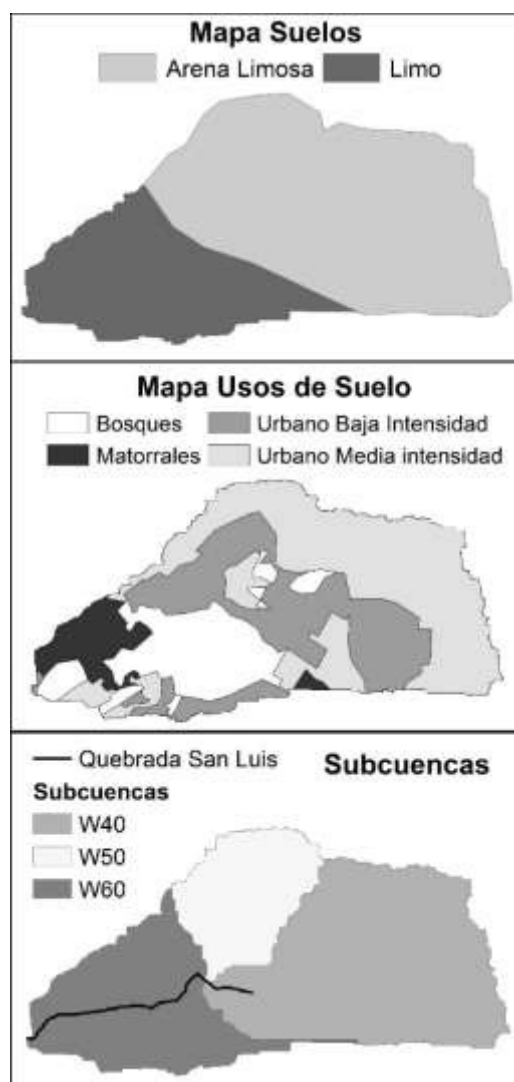 Mapa Suelos
Arena Limosa Limo
Mapa Usos de Suelo
Bosques Urbano Baja Intensidad
Matorrales Urbano Media intensidad
Quebrada San Luis Subcuencas
Subcuencas
W40
W50
W60